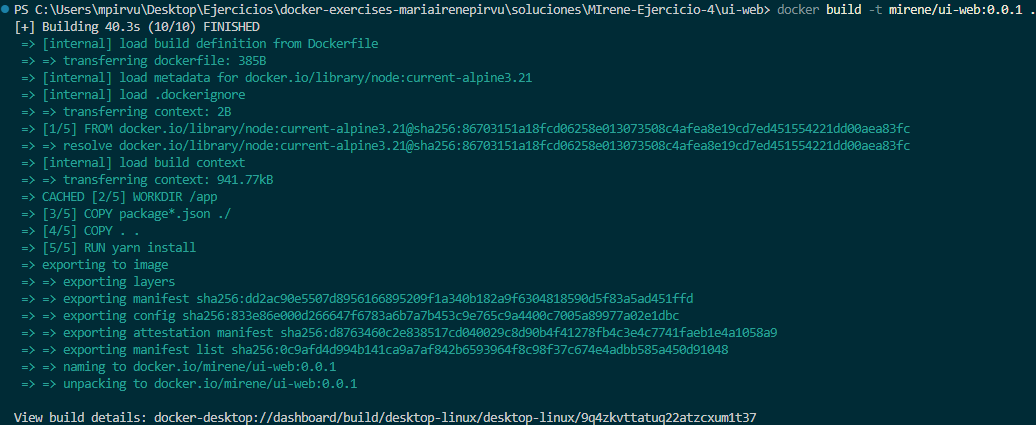 PS C:\Users\mpirvu\Desktop\Ejercicios\docker-exercises-mariairenepirvu\soluciones\MIrene-Ejercicio-4\ui-web> docker build -t mirene/ui-web:0.0.1 .
[+] Building 40.3s (10/10) FINISHED
=> [internal] load build definition from Dockerfile
=> => transferring dockerfile: 385B
=> [internal] load metadata for docker.io/library/node:current-alpine3.21
=> [internal] load .dockerignore
=> => transferring context: 2B
=> [1/5] FROM docker.io/library/node:current-alpine3.21@sha256:86703151a18fcd06258e013073508c4afea8e19cd7ed451554221dd00aea83fc
=> => resolve docker.io/library/node:current-alpine3.21@sha256:86703151a18fcd06258e013073508c4afea8e19cd7ed451554221dd00aea83fc
=> [internal] load build context
=> => transferring context: 941.77kB
=> CACHED [2/5] WORKDIR /app
=> [3/5] COPY package*.json ./
=> [4/5] COPY . .
=> [5/5] RUN yarn install
=> exporting to image
=> => exporting layers
=> => exporting manifest sha256:dd2ac90e5507d8956166895209f1a340b182a9f6304818590d5f83a5ad451ffd
=> => exporting config sha256:833e86e000d266647f6783a6b7a7b453c9e765c9a4400c7005a89977a02e1dbc
=> => exporting attestation manifest sha256:d8763460c2e838517cd040029c8d90b4f41278fb4c3e4c7741faeb1e4a1058a9
=> => exporting manifest list sha256:0c9afd4d994b141ca9a7af842b6593964f8c98f37c674e4adbb585a450d91048
=> => naming to docker.io/mirene/ui-web:0.0.1
=> => unpacking to docker.io/mirene/ui-web:0.0.1
View build details: docker-desktop://dashboard/build/desktop-linux/desktop-linux/9q4zkvttatuq22atzcxum1t37